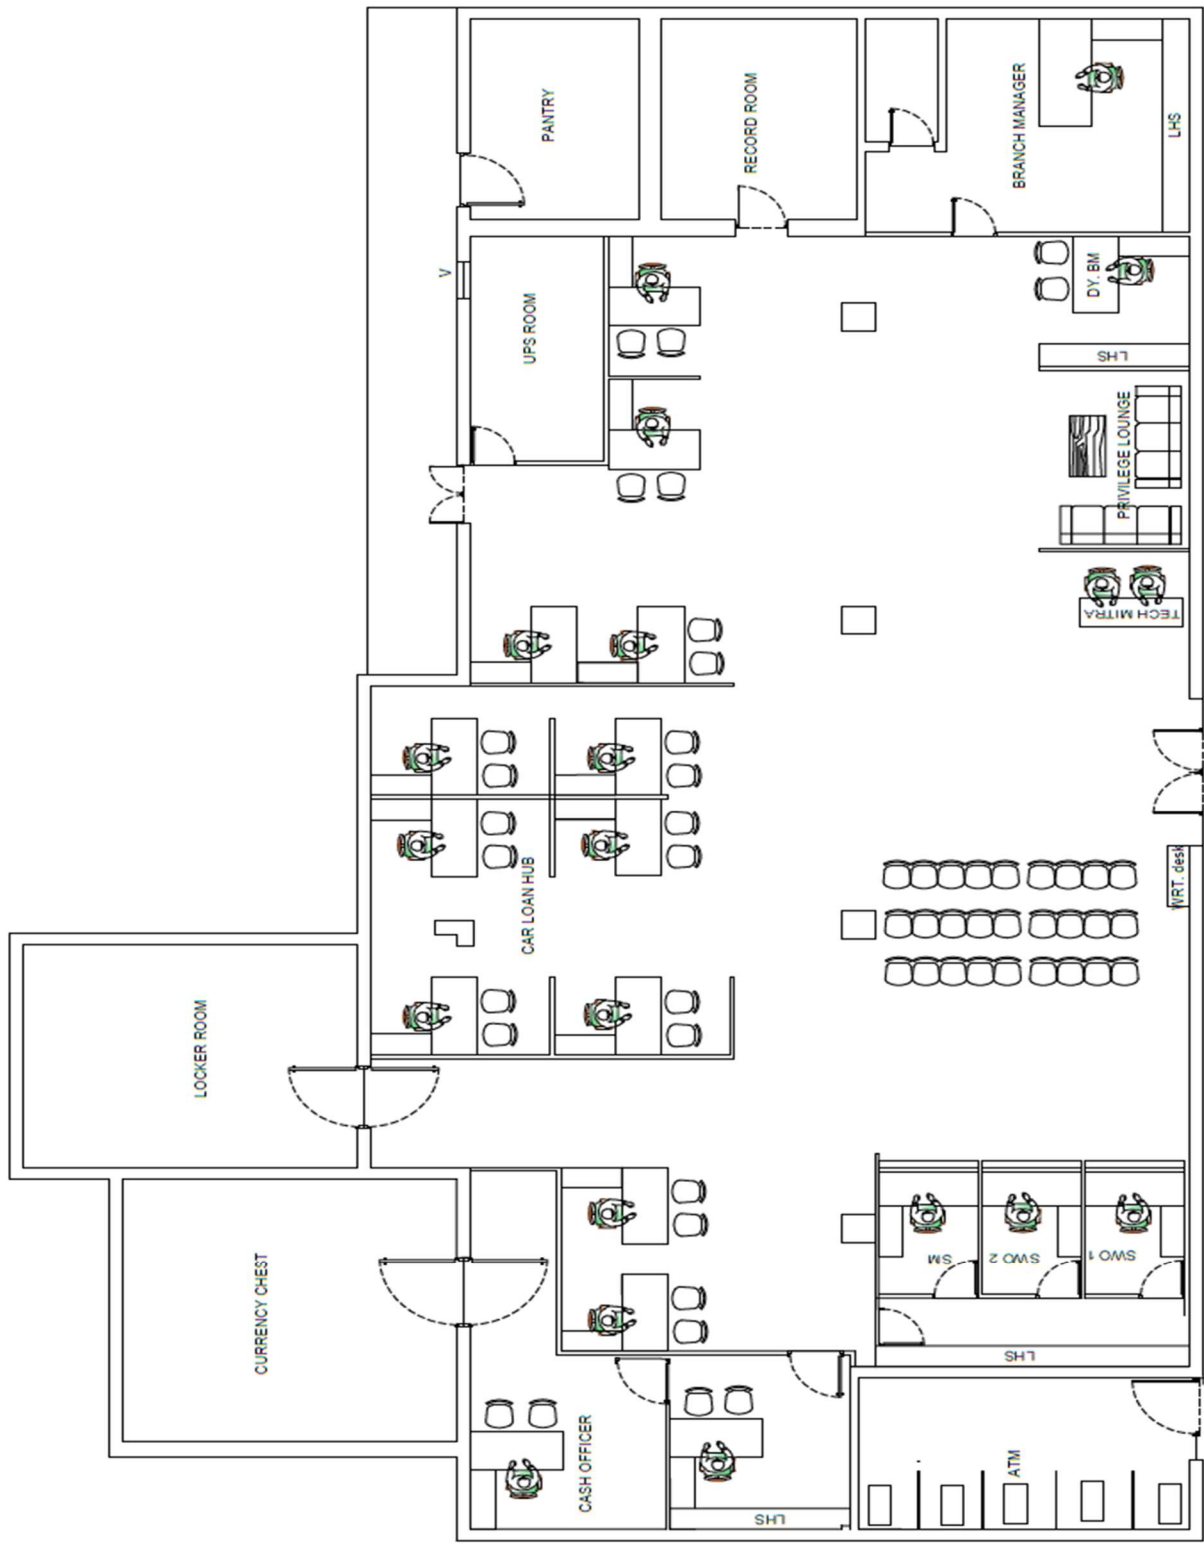 PANTRY
RECORD ROOM
BRANCH MANAGER
LHS
V
UPS ROOM
DY. BM
LHS
PRIVILEGE LOUNGE
TECH MITRA
WRT. desk
CAR LOAN HUB
LOCKER ROOM
CURRENCY CHEST
SM
SWO 2
SWO 1
LHS
CASH OFFICER
LHS
ATM